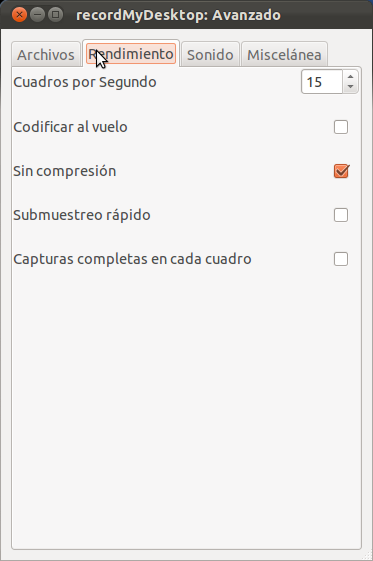 recordMyDesktop: Avanzado
Archivos Rendimiento Sonido Miscelánea
Cuadros por Segundo 15
Codificar al vuelo
Sin compresión
Submuestreo rápido
Capturas completas en cada cuadro